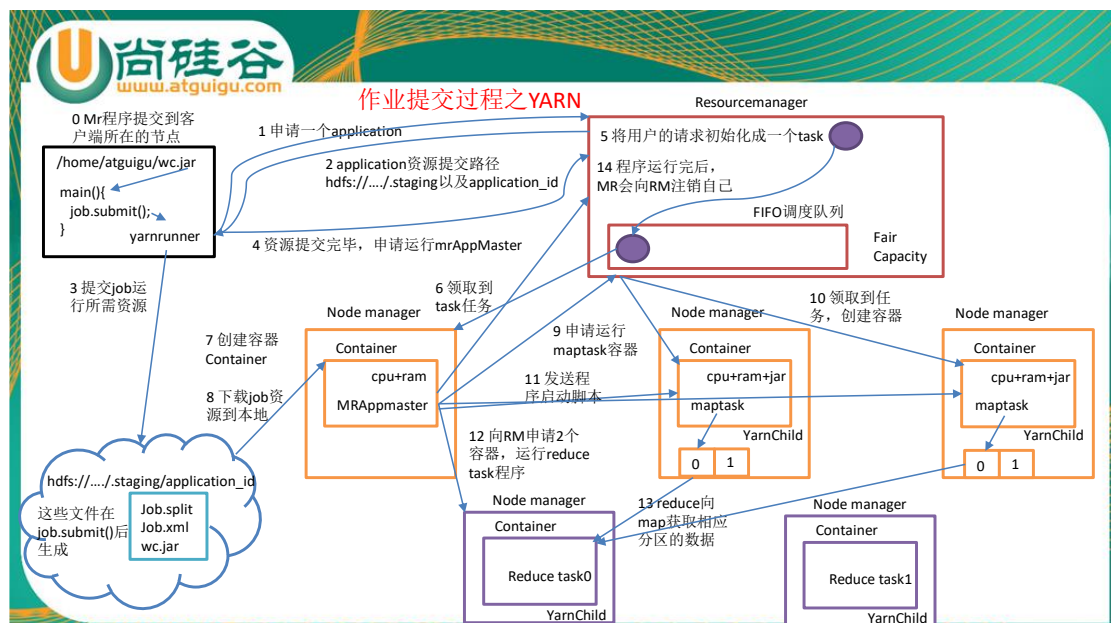 尚硅谷
www.atguigu.com
作业提交过程之YARN
0 Mr程序提交到客
户端所在的节点
/home/atguigu/wc.jar
main(){
job.submit();
}
yarnrunner
1 申请一个application
2 application资源提交路径
hdfs://…./.staging以及application_id
4 资源提交完毕，申请运行mrAppMaster
Resourcemanager
5 将用户的请求初始化成一个task
14 程序运行完后，
MR会向RM注销自己
FIFO调度队列
Fair
Capacity
3 提交job运
行所需资源
6 领取到
task任务
7 创建容器
Container
8 下载job资
源到本地
Node manager
Container
cpu+ram
MRAppmaster
9 申请运行
maptask容器
11 发送程
序启动脚本
12 向RM申请2个
容器，运行reduce
task程序
Node manager
Container
cpu+ram+jar
maptask
YarnChild
0
1
10 领取到任
务，创建容器
Node manager
Container
cpu+ram+jar
maptask
YarnChild
0
1
hdfs://…./.staging/application_id
这些文件在
job.submit()后
生成
Job.split
Job.xml
wc.jar
Node manager
Container
Reduce task0
YarnChild
13 reduce向
map获取相应
分区的数据
Node manager
Container
Reduce task1
YarnChild